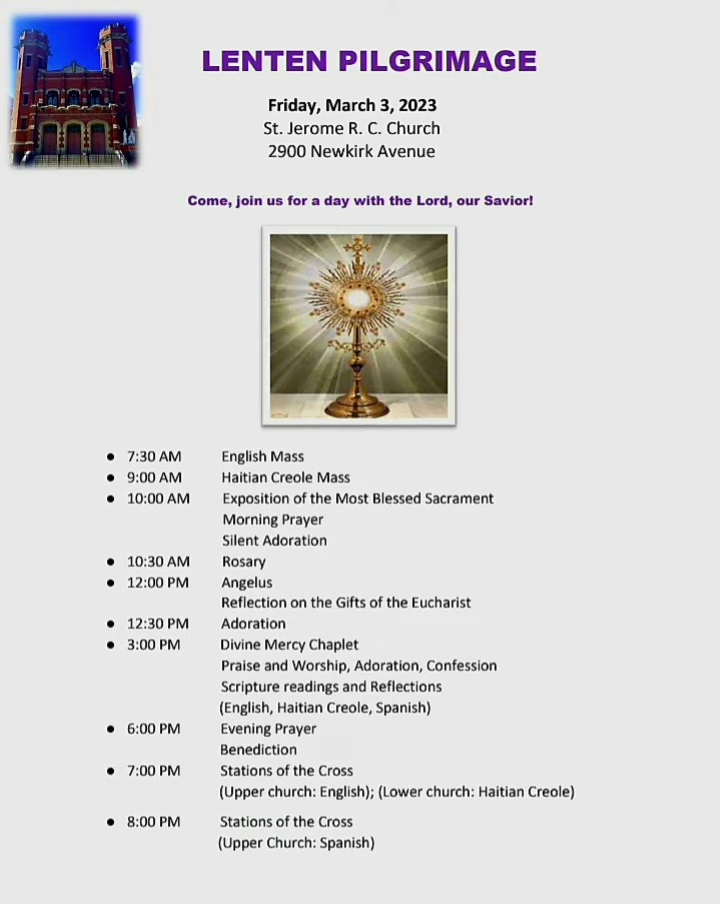 LENTEN PILGRIMAGE
Friday, March 3, 2023
St. Jerome R. C. Church
2900 Newkirk Avenue
Come, join us for a day with the Lord, our Savior!
● 7:30 AM English Mass
● 9:00 AM Haitian Creole Mass
● 10:00 AM Exposition of the Most Blessed Sacrament
Morning Prayer
Silent Adoration
● 10:30 AM Rosary
● 12:00 PM Angelus
Reflection on the Gifts of the Eucharist
● 12:30 PM Adoration
● 3:00 PM Divine Mercy Chaplet
Praise and Worship, Adoration, Confession
Scripture readings and Reflections
(English, Haitian Creole, Spanish)
● 6:00 PM Evening Prayer
Benediction
● 7:00 PM Stations of the Cross
(Upper church: English); (Lower church: Haitian Creole)
● 8:00 PM Stations of the Cross
(Upper Church: Spanish)